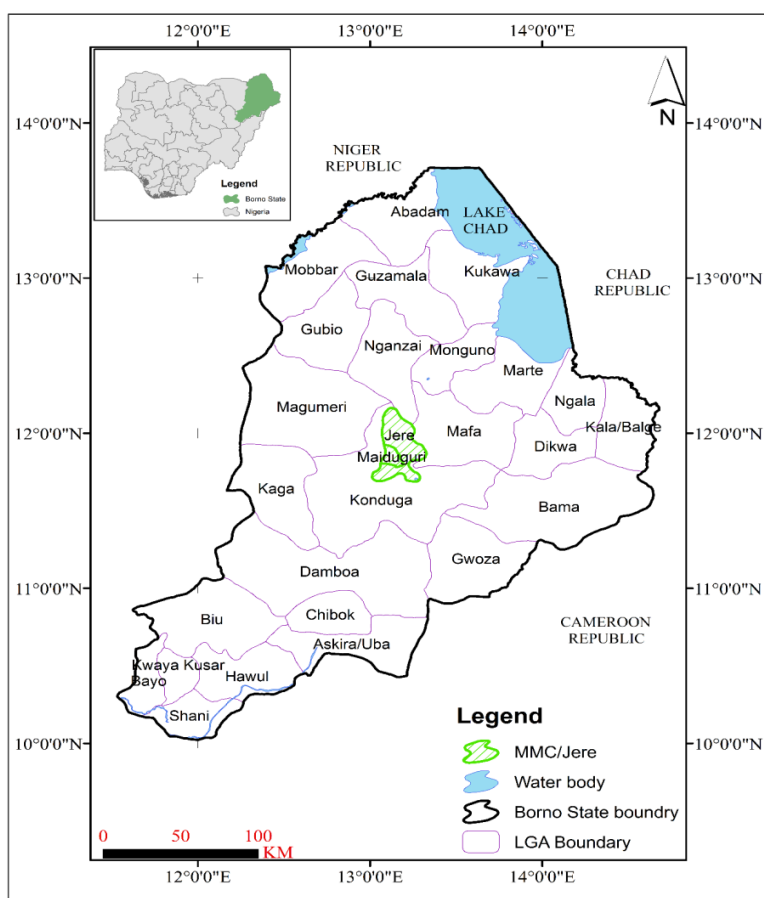 12°0'0"E
13°0'0"E
14°0'0"E
14°0'0"N
13°0'0"N
12°0'0"N
11°0'0"N
10°0'0"N
Legend
Borno State
Nigeria
N
NIGER
REPUBLIC
Abadam
LAKE
CHAD
Mobbar
Guzamala
Kukawa
CHAD
REPUBLIC
Gubio
Nganzai
Monguno
Marte
Magumeri
Ngala
Kala/Balge
Jere
Mafa
Dikwa
Maiduguri
Kaga
Konduga
Bama
Gwoza
Damboa
Biu
Chibok
CAMEROON
REPUBLIC
Askira/Uba
Kwaya Kusar
Bayo
Hawul
Shani
Legend
MMC/Jere
Water body
Borno State boundry
LGA Boundary
0 50 100
KM
14°0'0"N
13°0'0"N
12°0'0"N
11°0'0"N
10°0'0"N
12°0'0"E
13°0'0"E
14°0'0"E